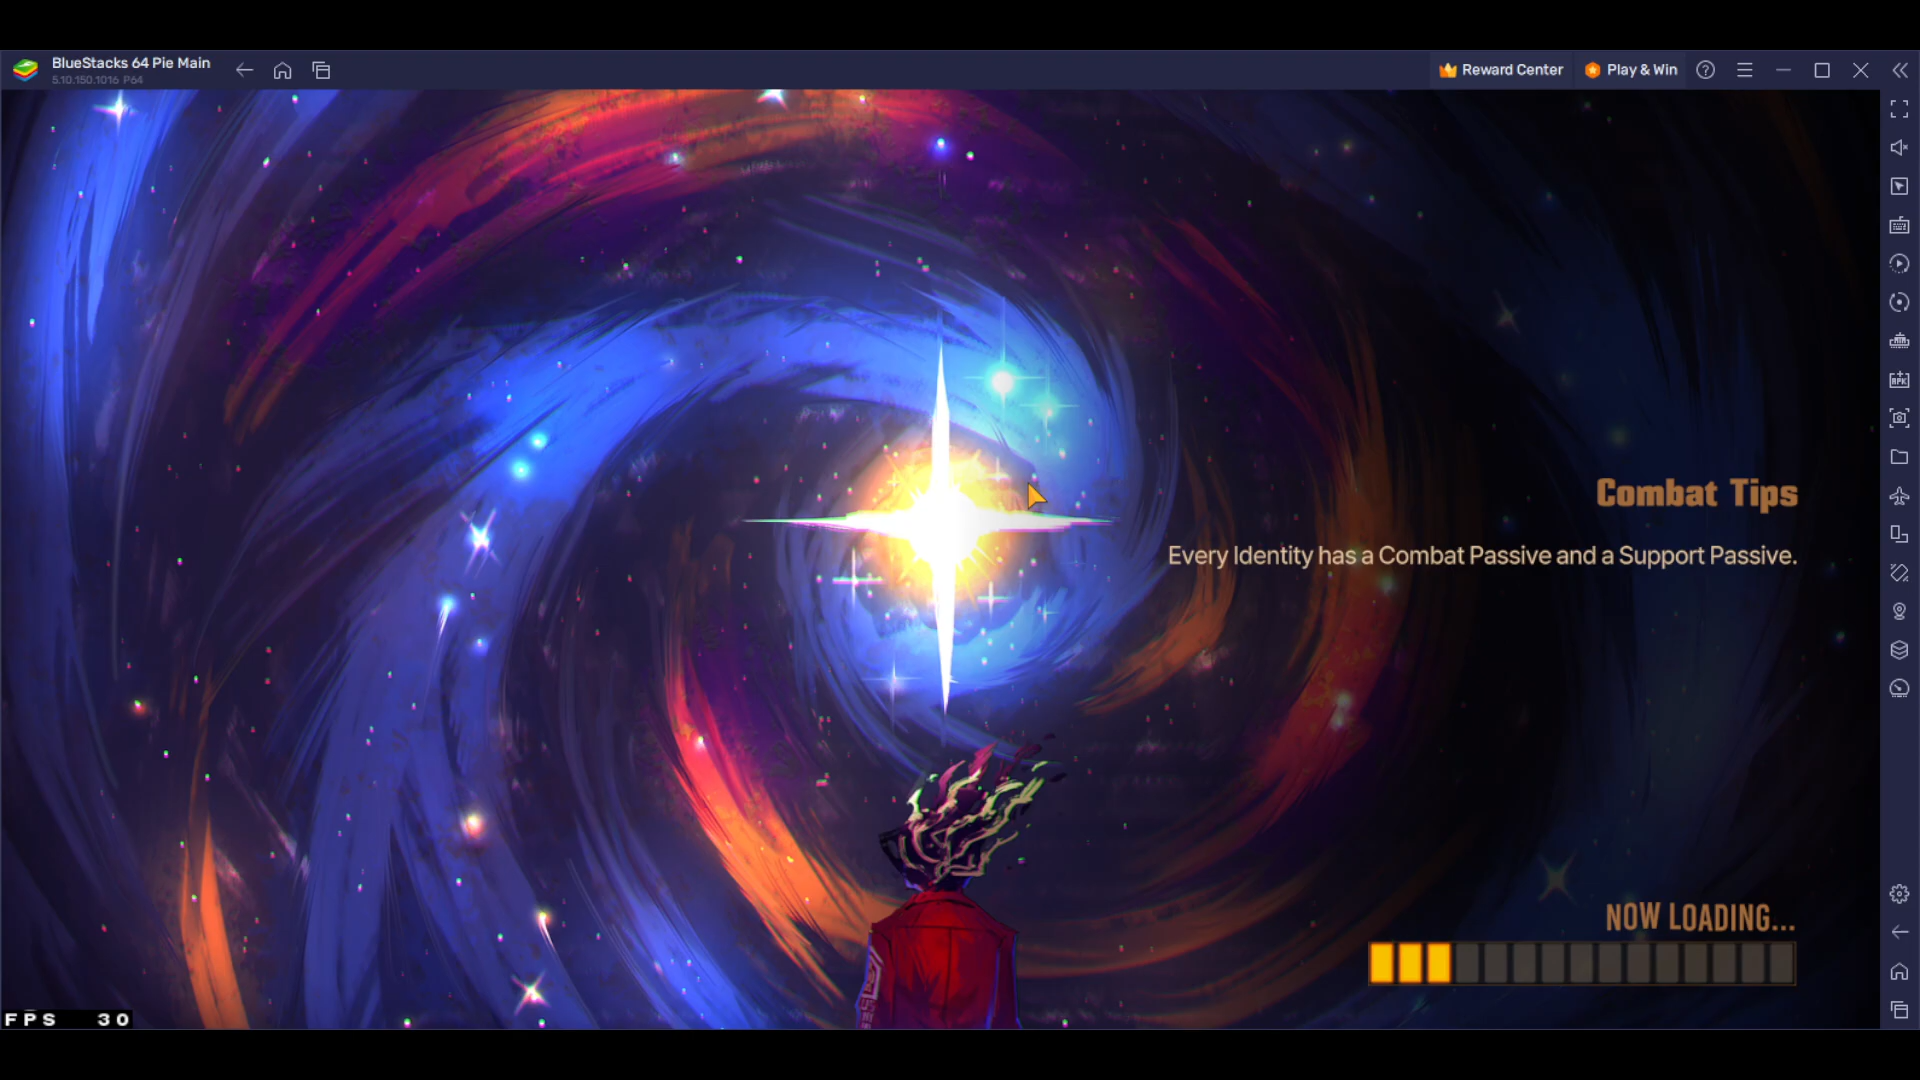 BlueStacks 64 Pie Main
5.10.150.1016 P64
Reward Center
Play & Win
Combat Tips
Every Identity has a Combat Passive and a Support Passive.
NOW LOADING...
FPS 30